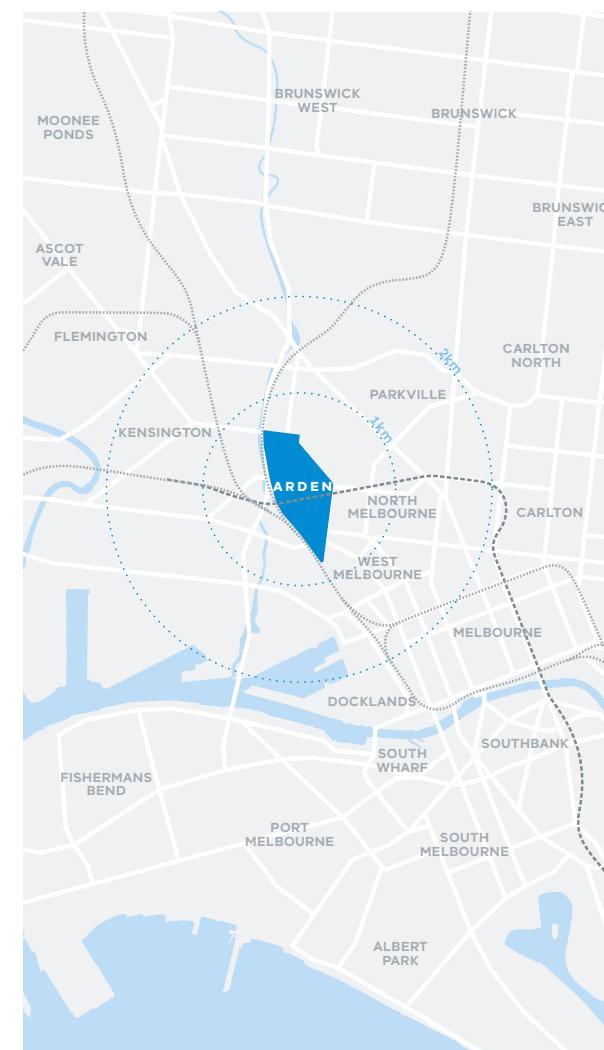 BRUNSWICK
WEST
BRUNSWICK
MOONEE
PONDS
BRUNSWIC
EAST
ASCOT
VALE
FLEMINGTON
2km
CARLTON
NORTH
PARKVILLE
1km
KENSINGTON
ARDEN
NORTH
MELBOURNE
CARLTON
WEST
MELBOURNE
MELBOURNE
DOCKLANDS
SOUTHBANK
SOUTH
WHARF
FISHERMANS
BEND
PORT
MELBOURNE
SOUTH
MELBOURNE
ALBERT
PARK